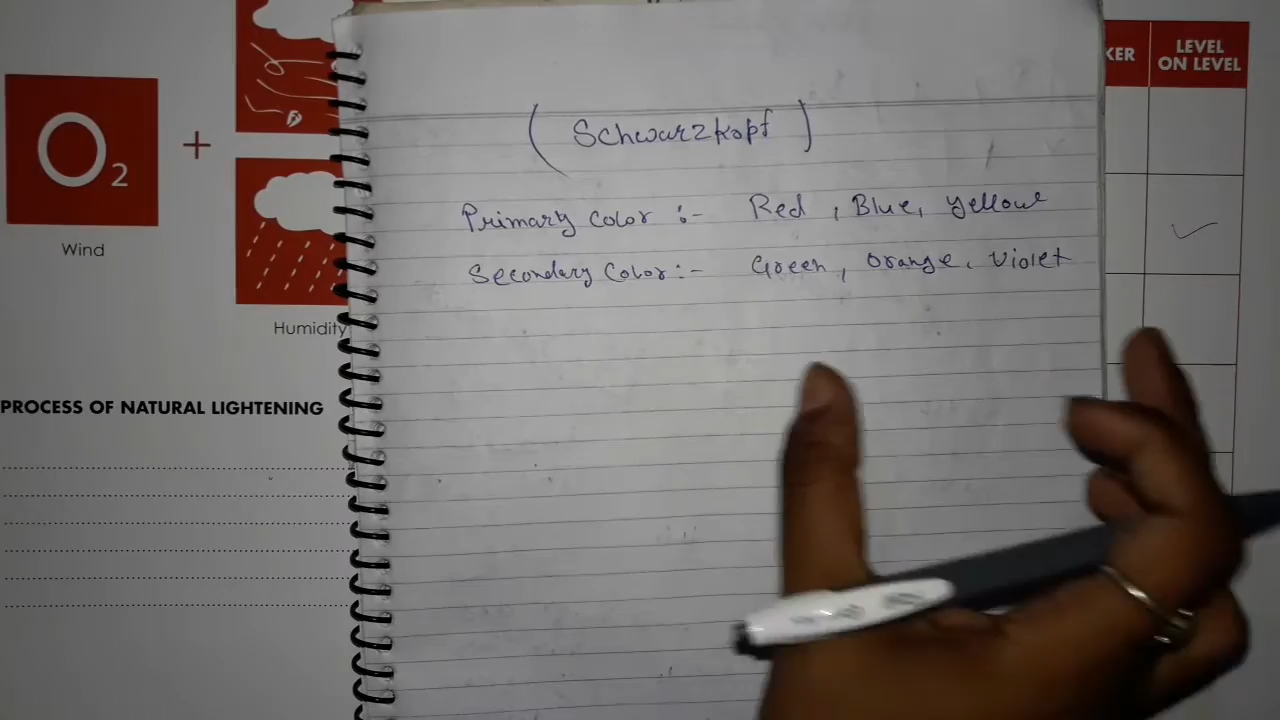 KER
LEVEL
ON LEVEL
O2
+
Wind
Humidity
PROCESS OF NATURAL LIGHTENING
( Schwarzkopf )
Primary color :- Red , Blue, Yellow
Secondary Color :- Green, Orange, Violet